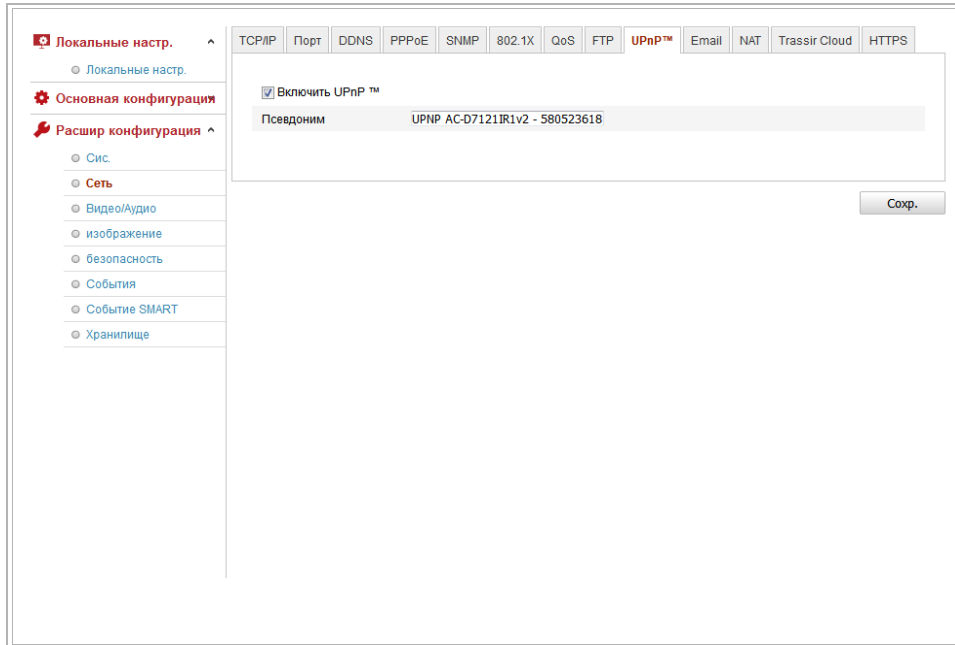 Локальные настр.
Локальные настр.
Основная конфигурация
Расшир конфигурация
Сис.
Сеть
Видео/Аудио
изображение
безопасность
События
Событие SMART
Хранилище
TCP/IP Порт DDNS PPPoE SNMP 802.1X QoS FTP UPnP™ Email NAT Trassir Cloud HTTPS
Включить UPnP ™
Псевдоним UPNP AC-D7121IR1v2 - 580523618
Сохр.